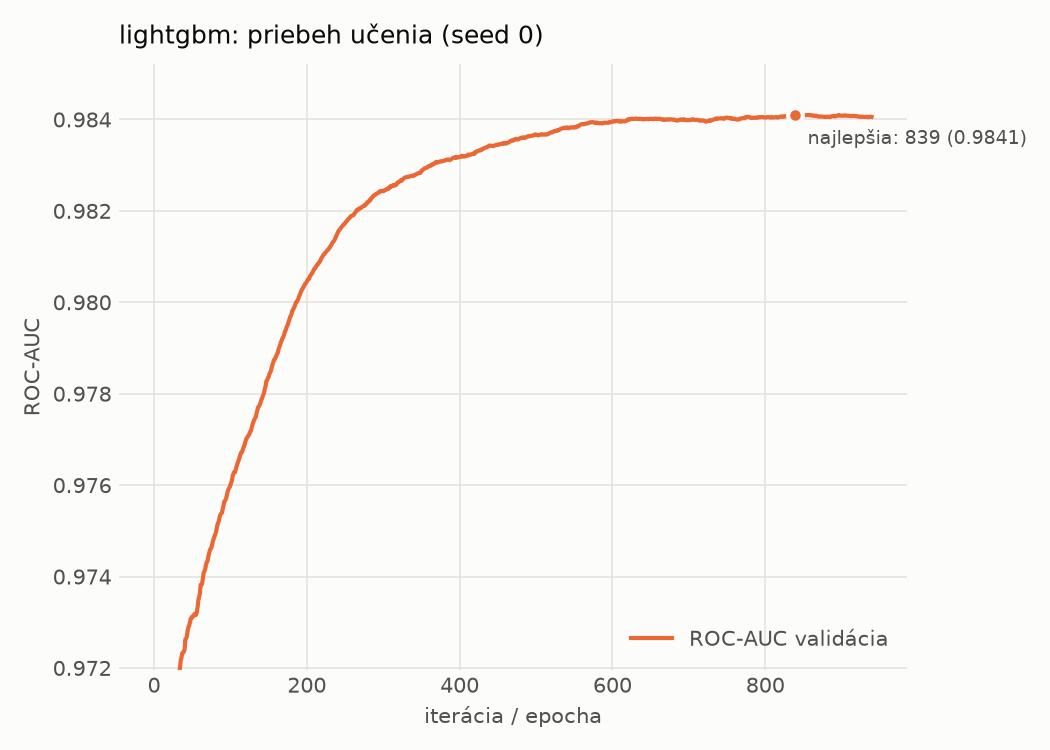 lightgbm: priebeh učenia (seed 0)
0.984
najlepšia: 839 (0.9841)
0.982
0.980
ROC-AUC
0.978
0.976
0.974
ROC-AUC validácia
0.972
0 200 400 600 800
iterácia / epocha